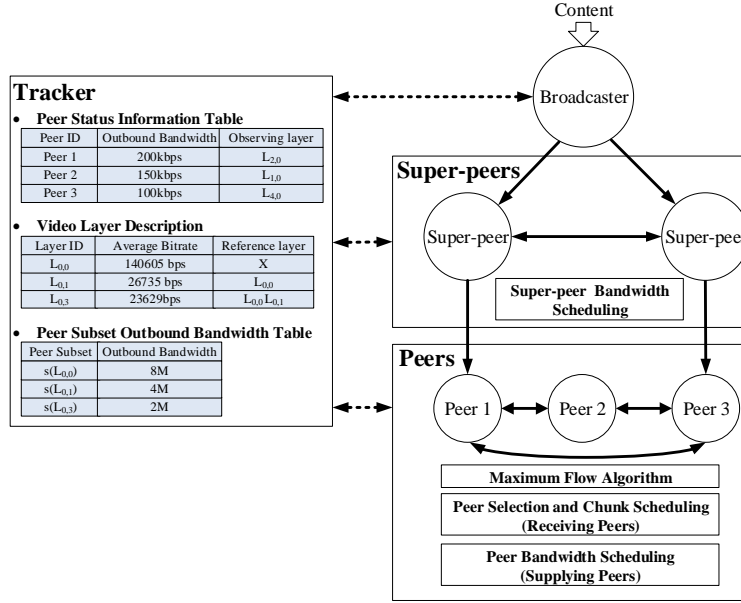 Content
Broadcaster
Tracker
• Peer Status Information Table
Peer ID Outbound Bandwidth Observing layer
Peer 1 200kbps L2,0
Peer 2 150kbps L1,0
Peer 3 100kbps L4,0
• Video Layer Description
Layer ID Average Bitrate Reference layer
L0,0 140605 bps X
L0,1 26735 bps L0,0
L0,3 23629bps L0,0 L0,1
• Peer Subset Outbound Bandwidth Table
Peer Subset Outbound Bandwidth
s(L0,0) 8M
s(L0,1) 4M
s(L0,3) 2M
Super-peers
Super-peer
Super-pee
Super-peer Bandwidth
Scheduling
Peers
Peer 1
Peer 2
Peer 3
Maximum Flow Algorithm
Peer Selection and Chunk Scheduling
(Receiving Peers)
Peer Bandwidth Scheduling
(Supplying Peers)